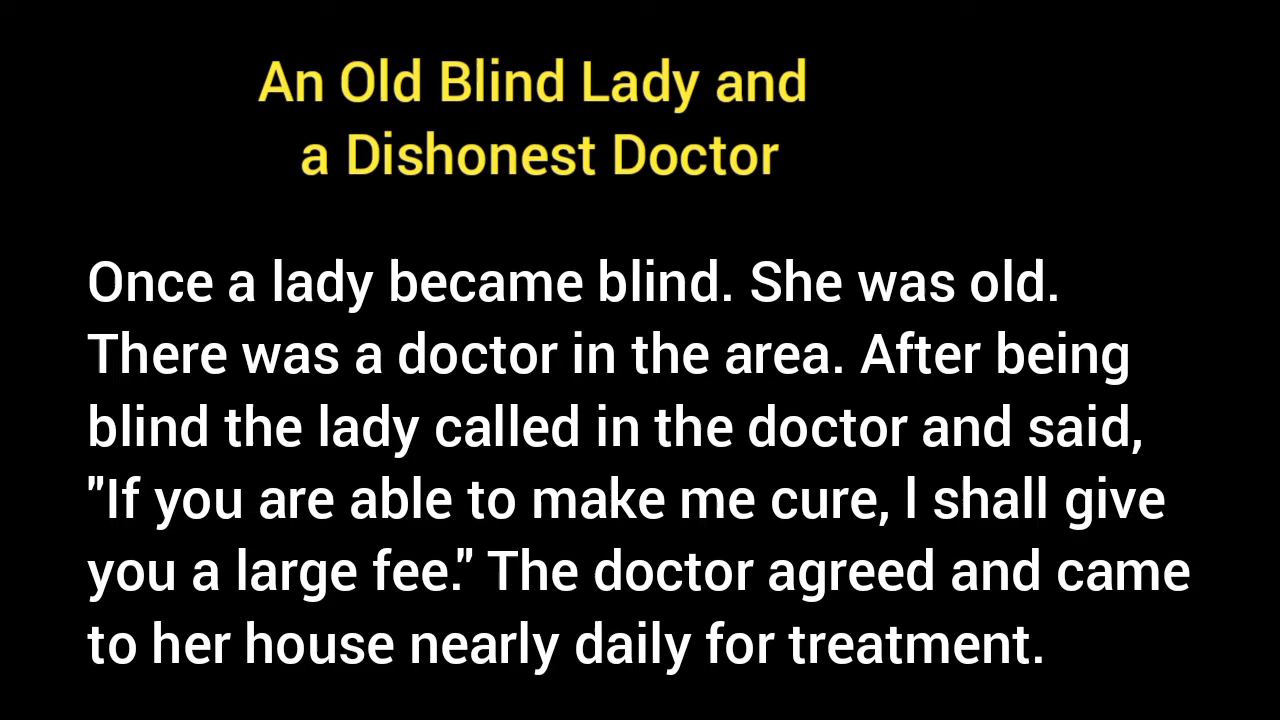 An Old Blind Lady and
a Dishonest Doctor
Once a lady became blind. She was old.
There was a doctor in the area. After being
blind the lady called in the doctor and said,
"If you are able to make me cure, l shall give
you a large fee." The doctor agreed and came
to her house nearly daily for treatment.